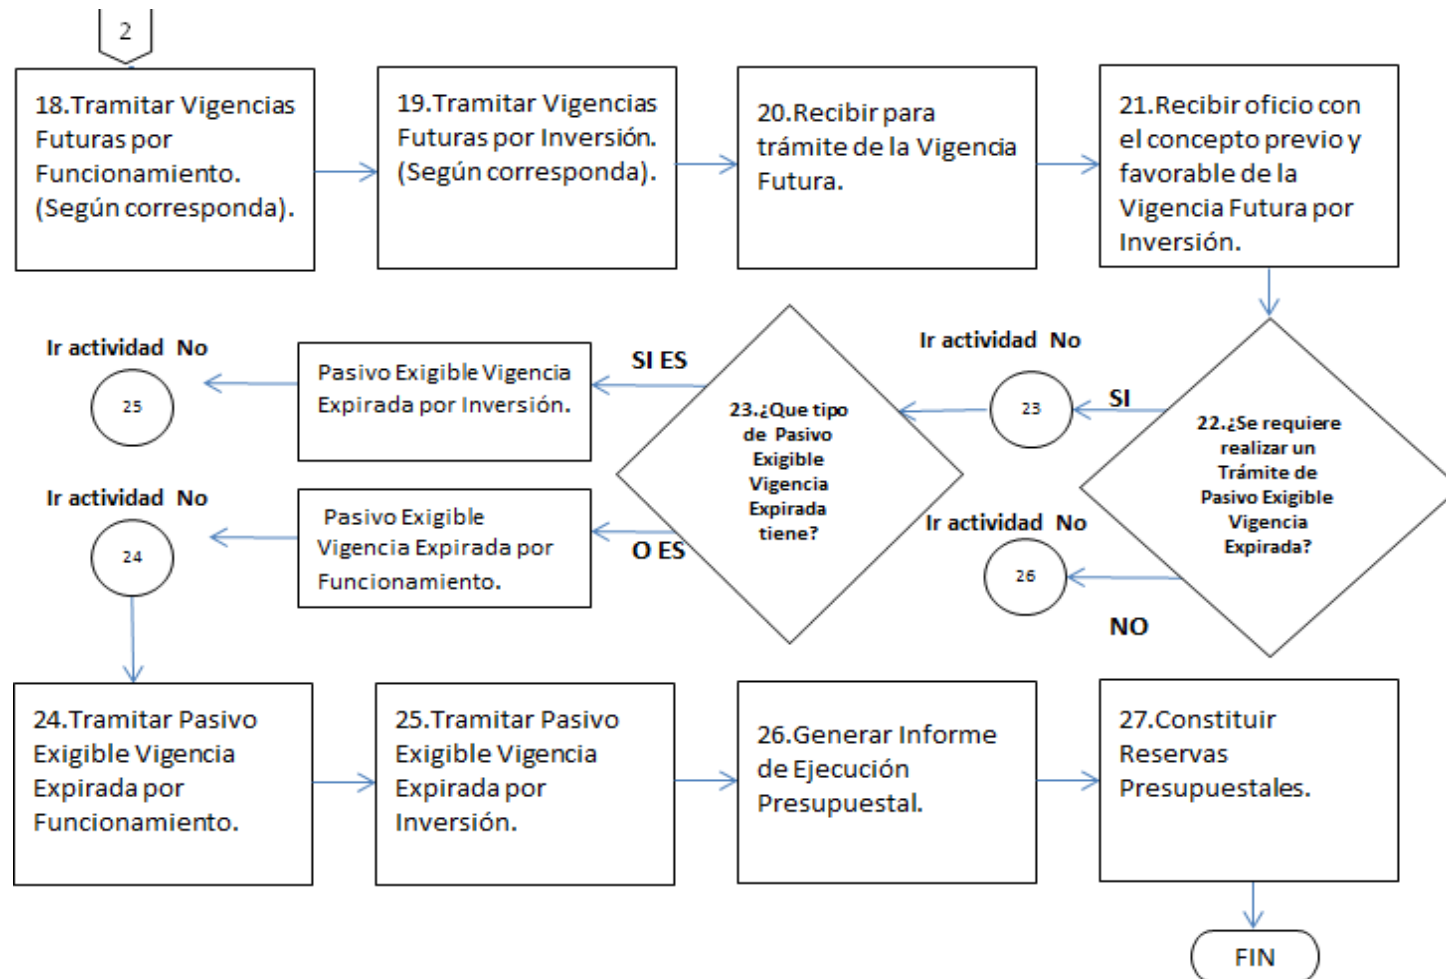 2
18.Tramitar Vigencias
Futuras por
Funcionamiento.
(Según corresponda).
19.Tramitar Vigencias
Futuras por Inversión.
(Según corresponda).
20.Recibir para
trámite de la Vigencia
Futura.
21.Recibir oficio con
el concepto previo y
favorable de la
Vigencia Futura por
Inversión.
22.¿Se requiere
realizar un
Trámite de
Pasivo Exigible
Vigencia
Expirada?
SI
Ir actividad No
23
NO
Ir actividad No
26
23.¿Que tipo
de Pasivo
Exigible
Vigencia
Expirada
tiene?
SI ES
Pasivo Exigible Vigencia
Expirada por Inversión.
Ir actividad No
25
O ES
Pasivo Exigible
Vigencia Expirada por
Funcionamiento.
Ir actividad No
24
24.Tramitar Pasivo
Exigible Vigencia
Expirada por
Funcionamiento.
25.Tramitar Pasivo
Exigible Vigencia
Expirada por
Inversión.
26.Generar Informe
de Ejecución
Presupuestal.
27.Constituir
Reservas
Presupuestales.
FIN